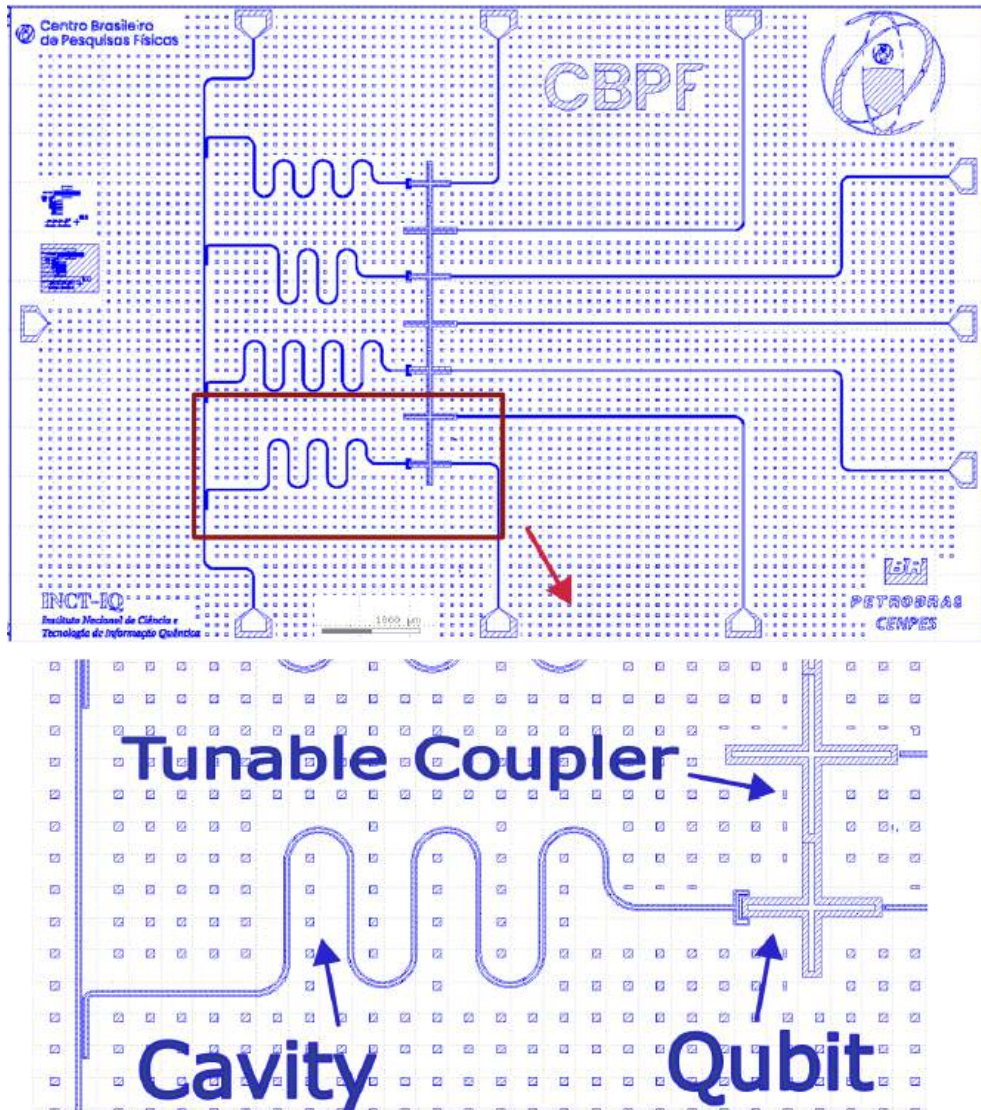 Centro Brasileiro
de Pesquisas Físicas
CBPF
INCT-IQ
Instituto Nacional de Ciência e
Tecnologia de Informação Quântica
1000 μm
BR
PETROBRAS
CENPES
Tunable Coupler
Cavity
Qubit